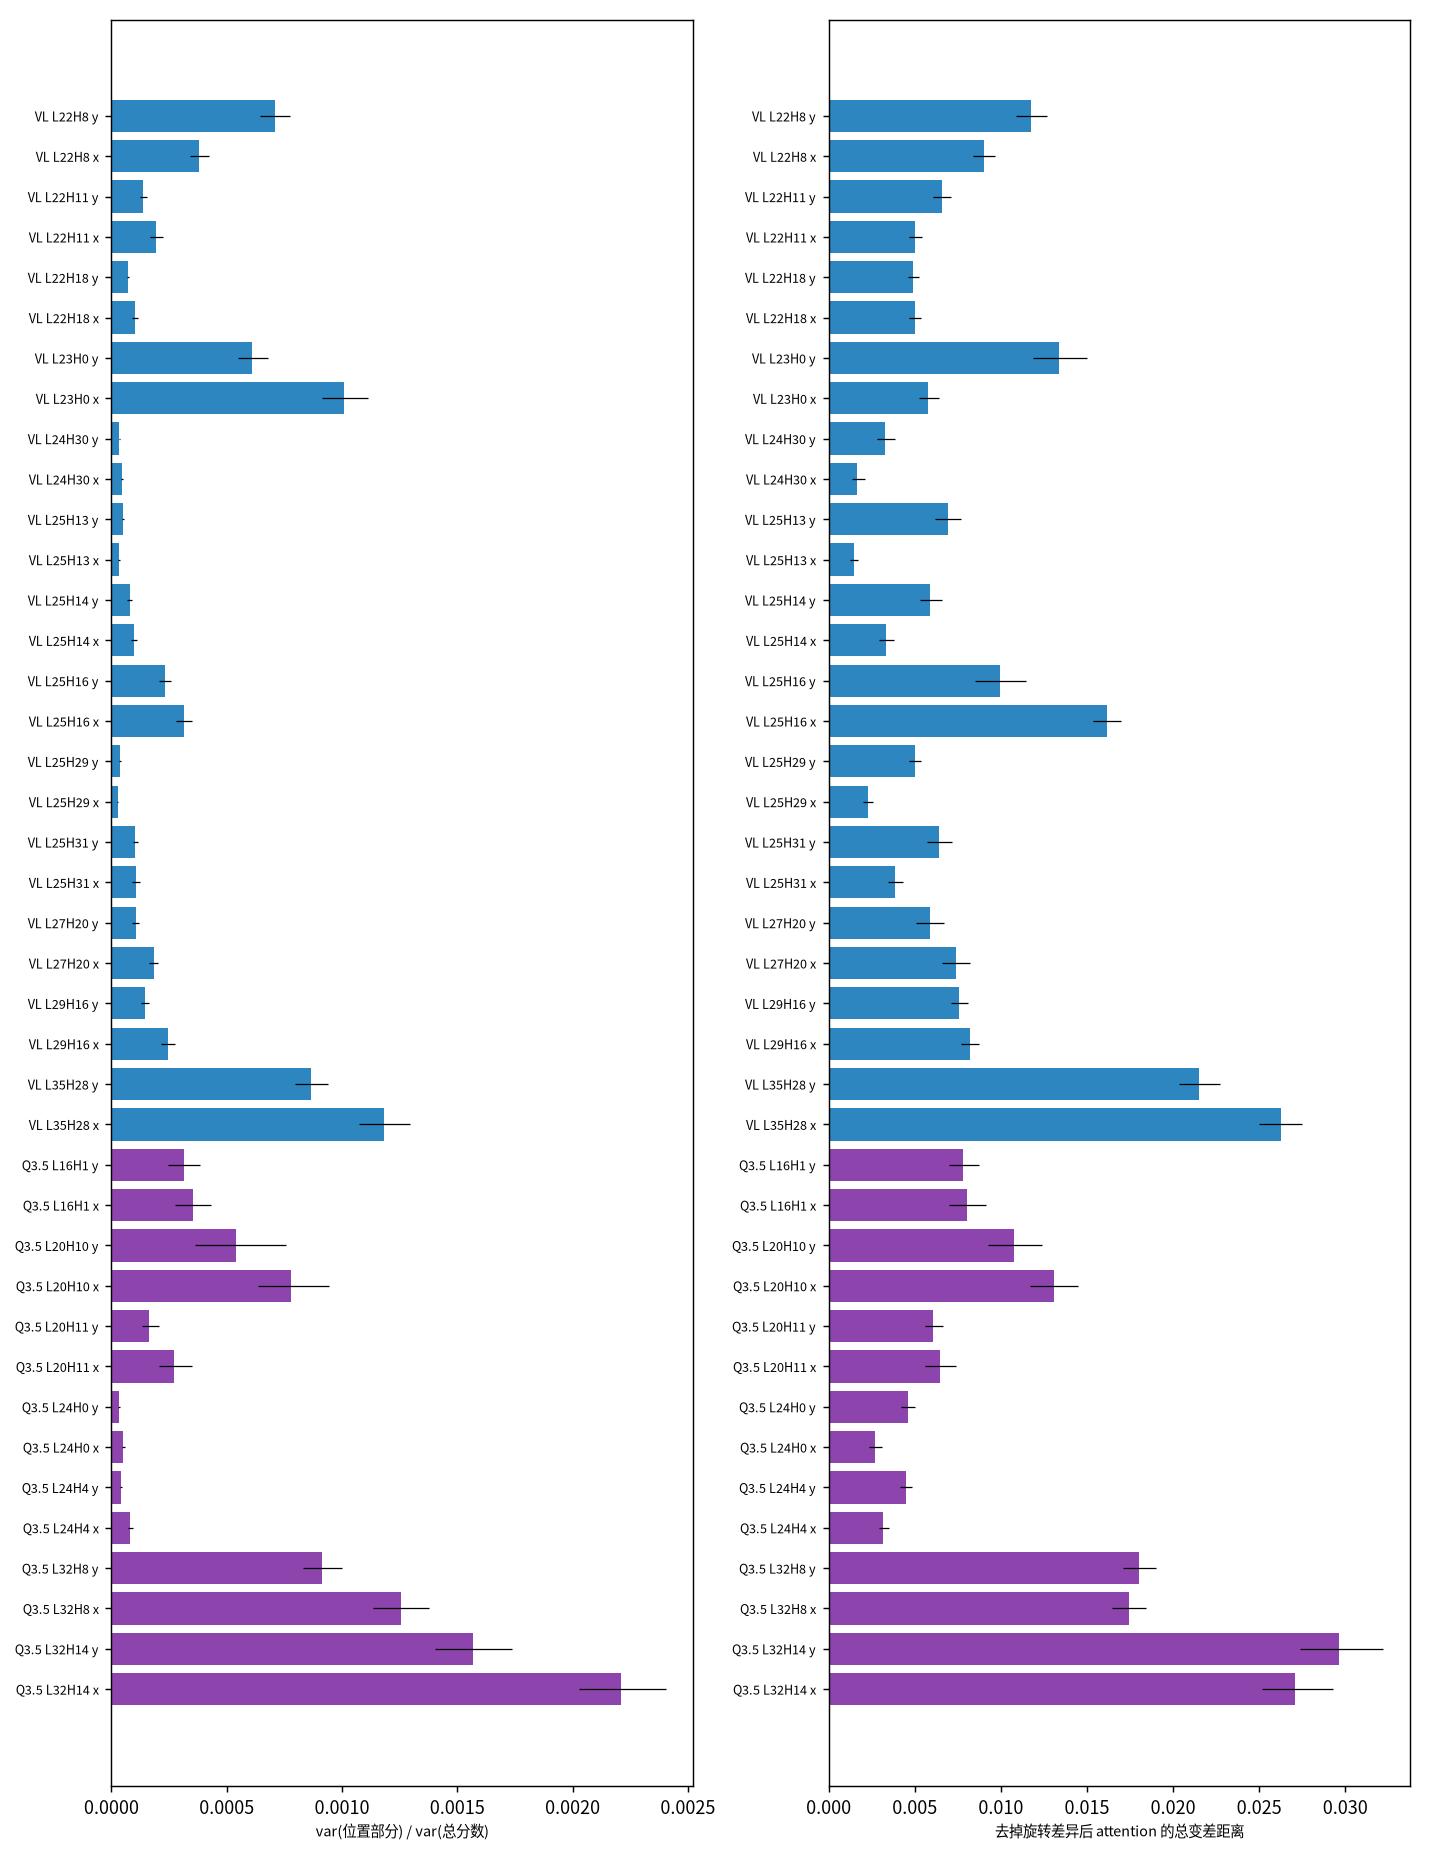 VL L22H8 y
VL L22H8 x
VL L22H11 y
VL L22H11 x
VL L22H18 y
VL L22H18 x
VL L23H0 y
VL L23H0 x
VL L24H30 y
VL L24H30 x
VL L25H13 y
VL L25H13 x
VL L25H14 y
VL L25H14 x
VL L25H16 y
VL L25H16 x
VL L25H29 y
VL L25H29 x
VL L25H31 y
VL L25H31 x
VL L27H20 y
VL L27H20 x
VL L29H16 y
VL L29H16 x
VL L35H28 y
VL L35H28 x
Q3.5 L16H1 y
Q3.5 L16H1 x
Q3.5 L20H10 y
Q3.5 L20H10 x
Q3.5 L20H11 y
Q3.5 L20H11 x
Q3.5 L24H0 y
Q3.5 L24H0 x
Q3.5 L24H4 y
Q3.5 L24H4 x
Q3.5 L32H8 y
Q3.5 L32H8 x
Q3.5 L32H14 y
Q3.5 L32H14 x
0.0000 0.0005 0.0010 0.0015 0.0020 0.0025
var(位置部分) / var(总分数)
VL L22H8 y
VL L22H8 x
VL L22H11 y
VL L22H11 x
VL L22H18 y
VL L22H18 x
VL L23H0 y
VL L23H0 x
VL L24H30 y
VL L24H30 x
VL L25H13 y
VL L25H13 x
VL L25H14 y
VL L25H14 x
VL L25H16 y
VL L25H16 x
VL L25H29 y
VL L25H29 x
VL L25H31 y
VL L25H31 x
VL L27H20 y
VL L27H20 x
VL L29H16 y
VL L29H16 x
VL L35H28 y
VL L35H28 x
Q3.5 L16H1 y
Q3.5 L16H1 x
Q3.5 L20H10 y
Q3.5 L20H10 x
Q3.5 L20H11 y
Q3.5 L20H11 x
Q3.5 L24H0 y
Q3.5 L24H0 x
Q3.5 L24H4 y
Q3.5 L24H4 x
Q3.5 L32H8 y
Q3.5 L32H8 x
Q3.5 L32H14 y
Q3.5 L32H14 x
0.000 0.005 0.010 0.015 0.020 0.025 0.030
去掉旋转差异后 attention 的总变差距离